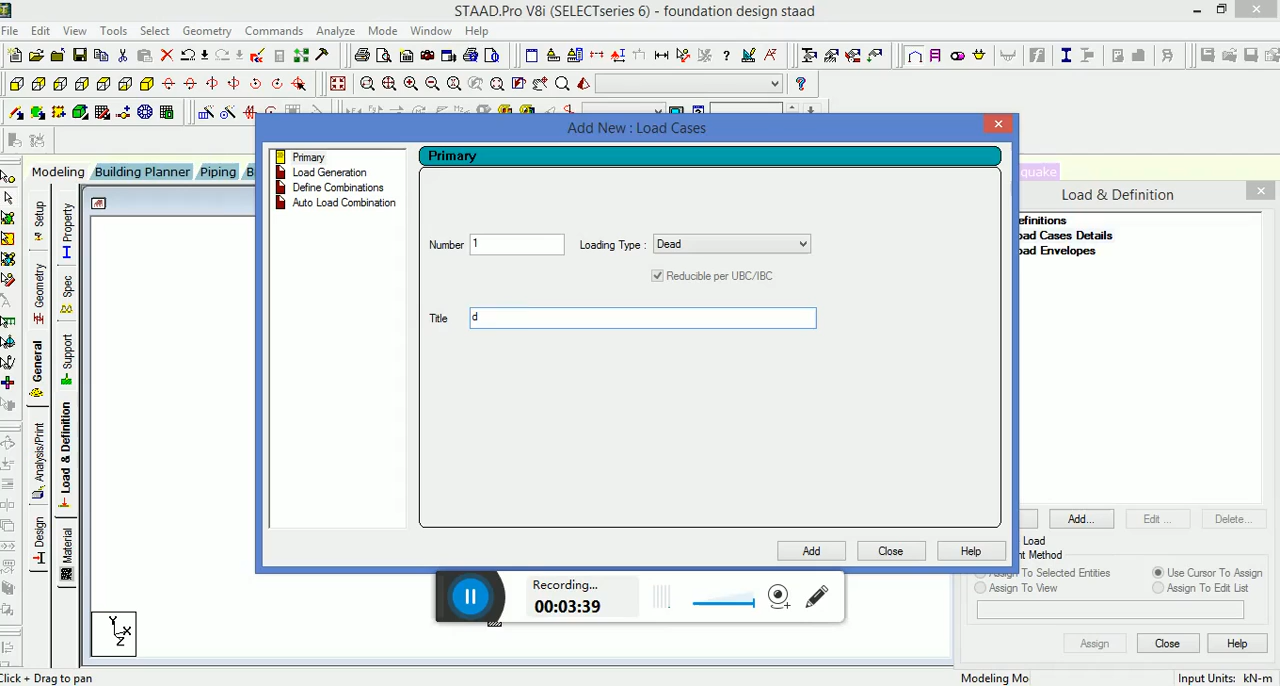 STAAD.Pro V8i (SELECTseries 6) - foundation design staad
File Edit View Tools Select Geometry Commands Analyze Mode Window Help
Modeling Building Planner Piping B
quake
Add New : Load Cases
Primary
Load Generation
Define Combinations
Auto Load Combination
Primary
Number 1 Loading Type : Dead
Reducible per UBC/IBC
Title d
Add Close Help
Load & Definition
efinitions
oad Cases Details
oad Envelopes
Add... Edit ... Delete...
Load
nt Method
Assign To Selected Entities Use Cursor To Assign
Assign To View Assign To Edit List
Assign Close Help
Setup
Geometry
General
Analysis/Print
Design
Property
Spec
Support
Load & Definition
Material
Recording...
00:03:39
Y
X
Z
Click + Drag to pan Modeling Mo Input Units: kN-m